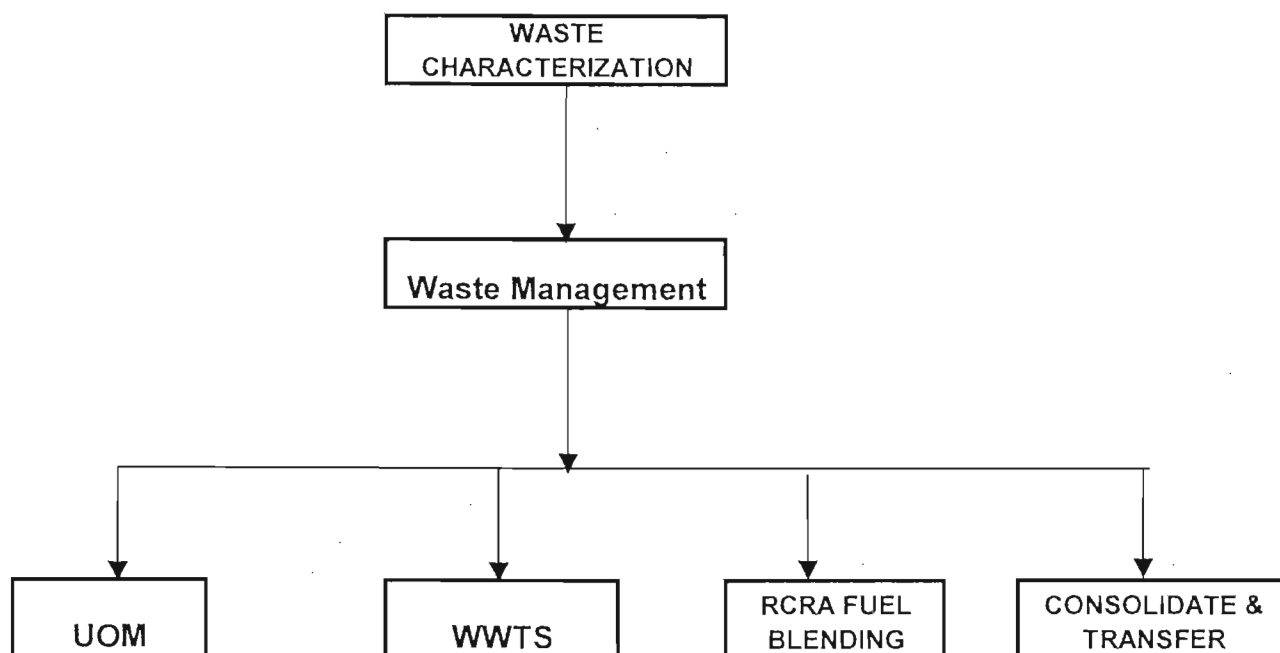 WASTE
CHARACTERIZATION
Waste Management
UOM
WWTS
RCRA FUEL
BLENDING
CONSOLIDATE &
TRANSFER